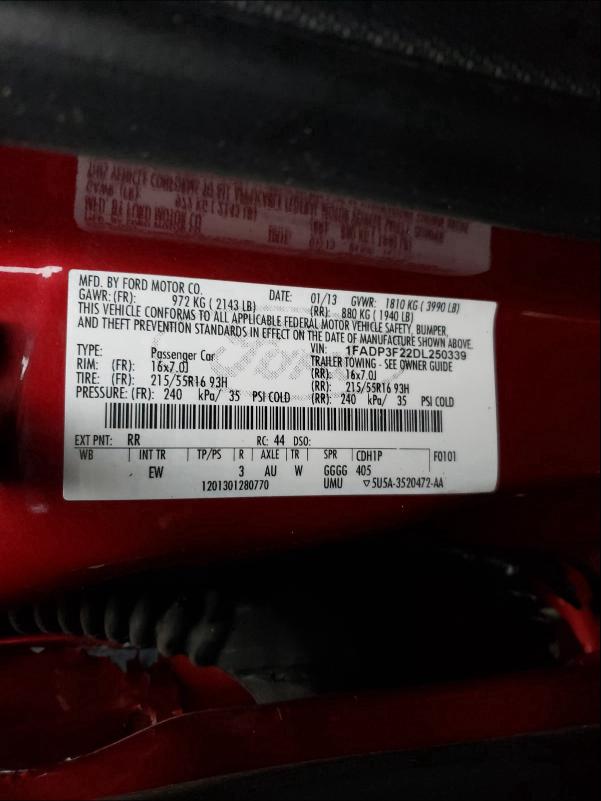 MFD. BY FORD MOTOR CO.
DATE: 01/13 GVWR: 1810 KG ( 3990 LB)
GAWR: (FR): 972 KG ( 2143 LB) (RR): 880 KG ( 1940 LB)
THIS VEHICLE CONFORMS TO ALL APPLICABLE FEDERAL MOTOR VEHICLE SAFETY, BUMPER,
AND THEFT PREVENTION STANDARDS IN EFFECT ON THE DATE OF MANUFACTURE SHOWN ABOVE.
VIN: 1FADP3F22DL250339
TYPE: Passenger Car TRAILER TOWING - SEE OWNER GUIDE
RIM: (FR): 16x7.0J (RR): 16x7.0J
TIRE: (FR): 215/55R16 93H (RR): 215/55R16 93H
PRESSURE: (FR): 240 kPa/ 35 PSI COLD (RR): 240 kPa/ 35 PSI COLD
EXT PNT: RR RC: 44 DSO:
WB INT TR TP/PS R AXLE TR SPR CDH1P F0101
EW 3 AU W GGGG 405
1201301280770 UMU ▽5U5A-3520472-AA